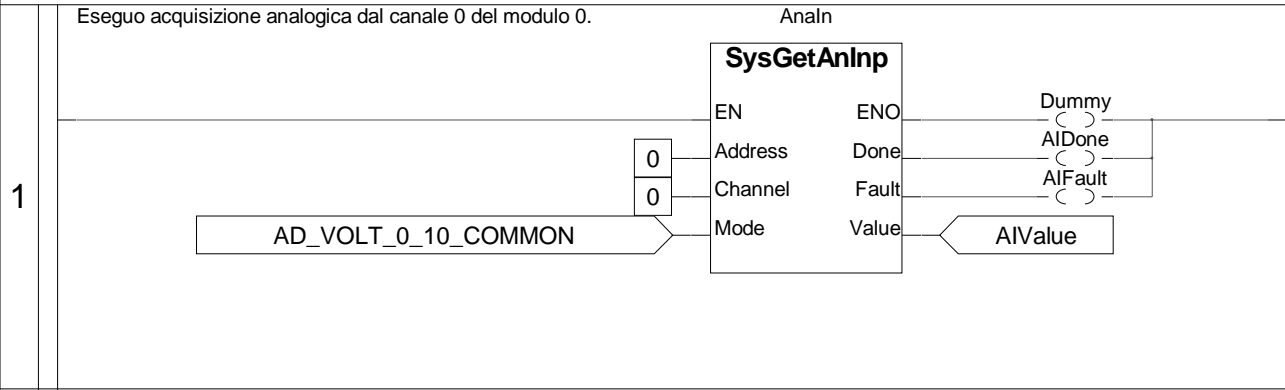 Eseguo acquisizione analogica dal canale 0 del modulo 0.
AnaIn
SysGetAnInp
EN ENO Dummy
0 Address Done AIDone
1 0 Channel Fault AIFault
AD_VOLT_0_10_COMMON Mode Value AIValue